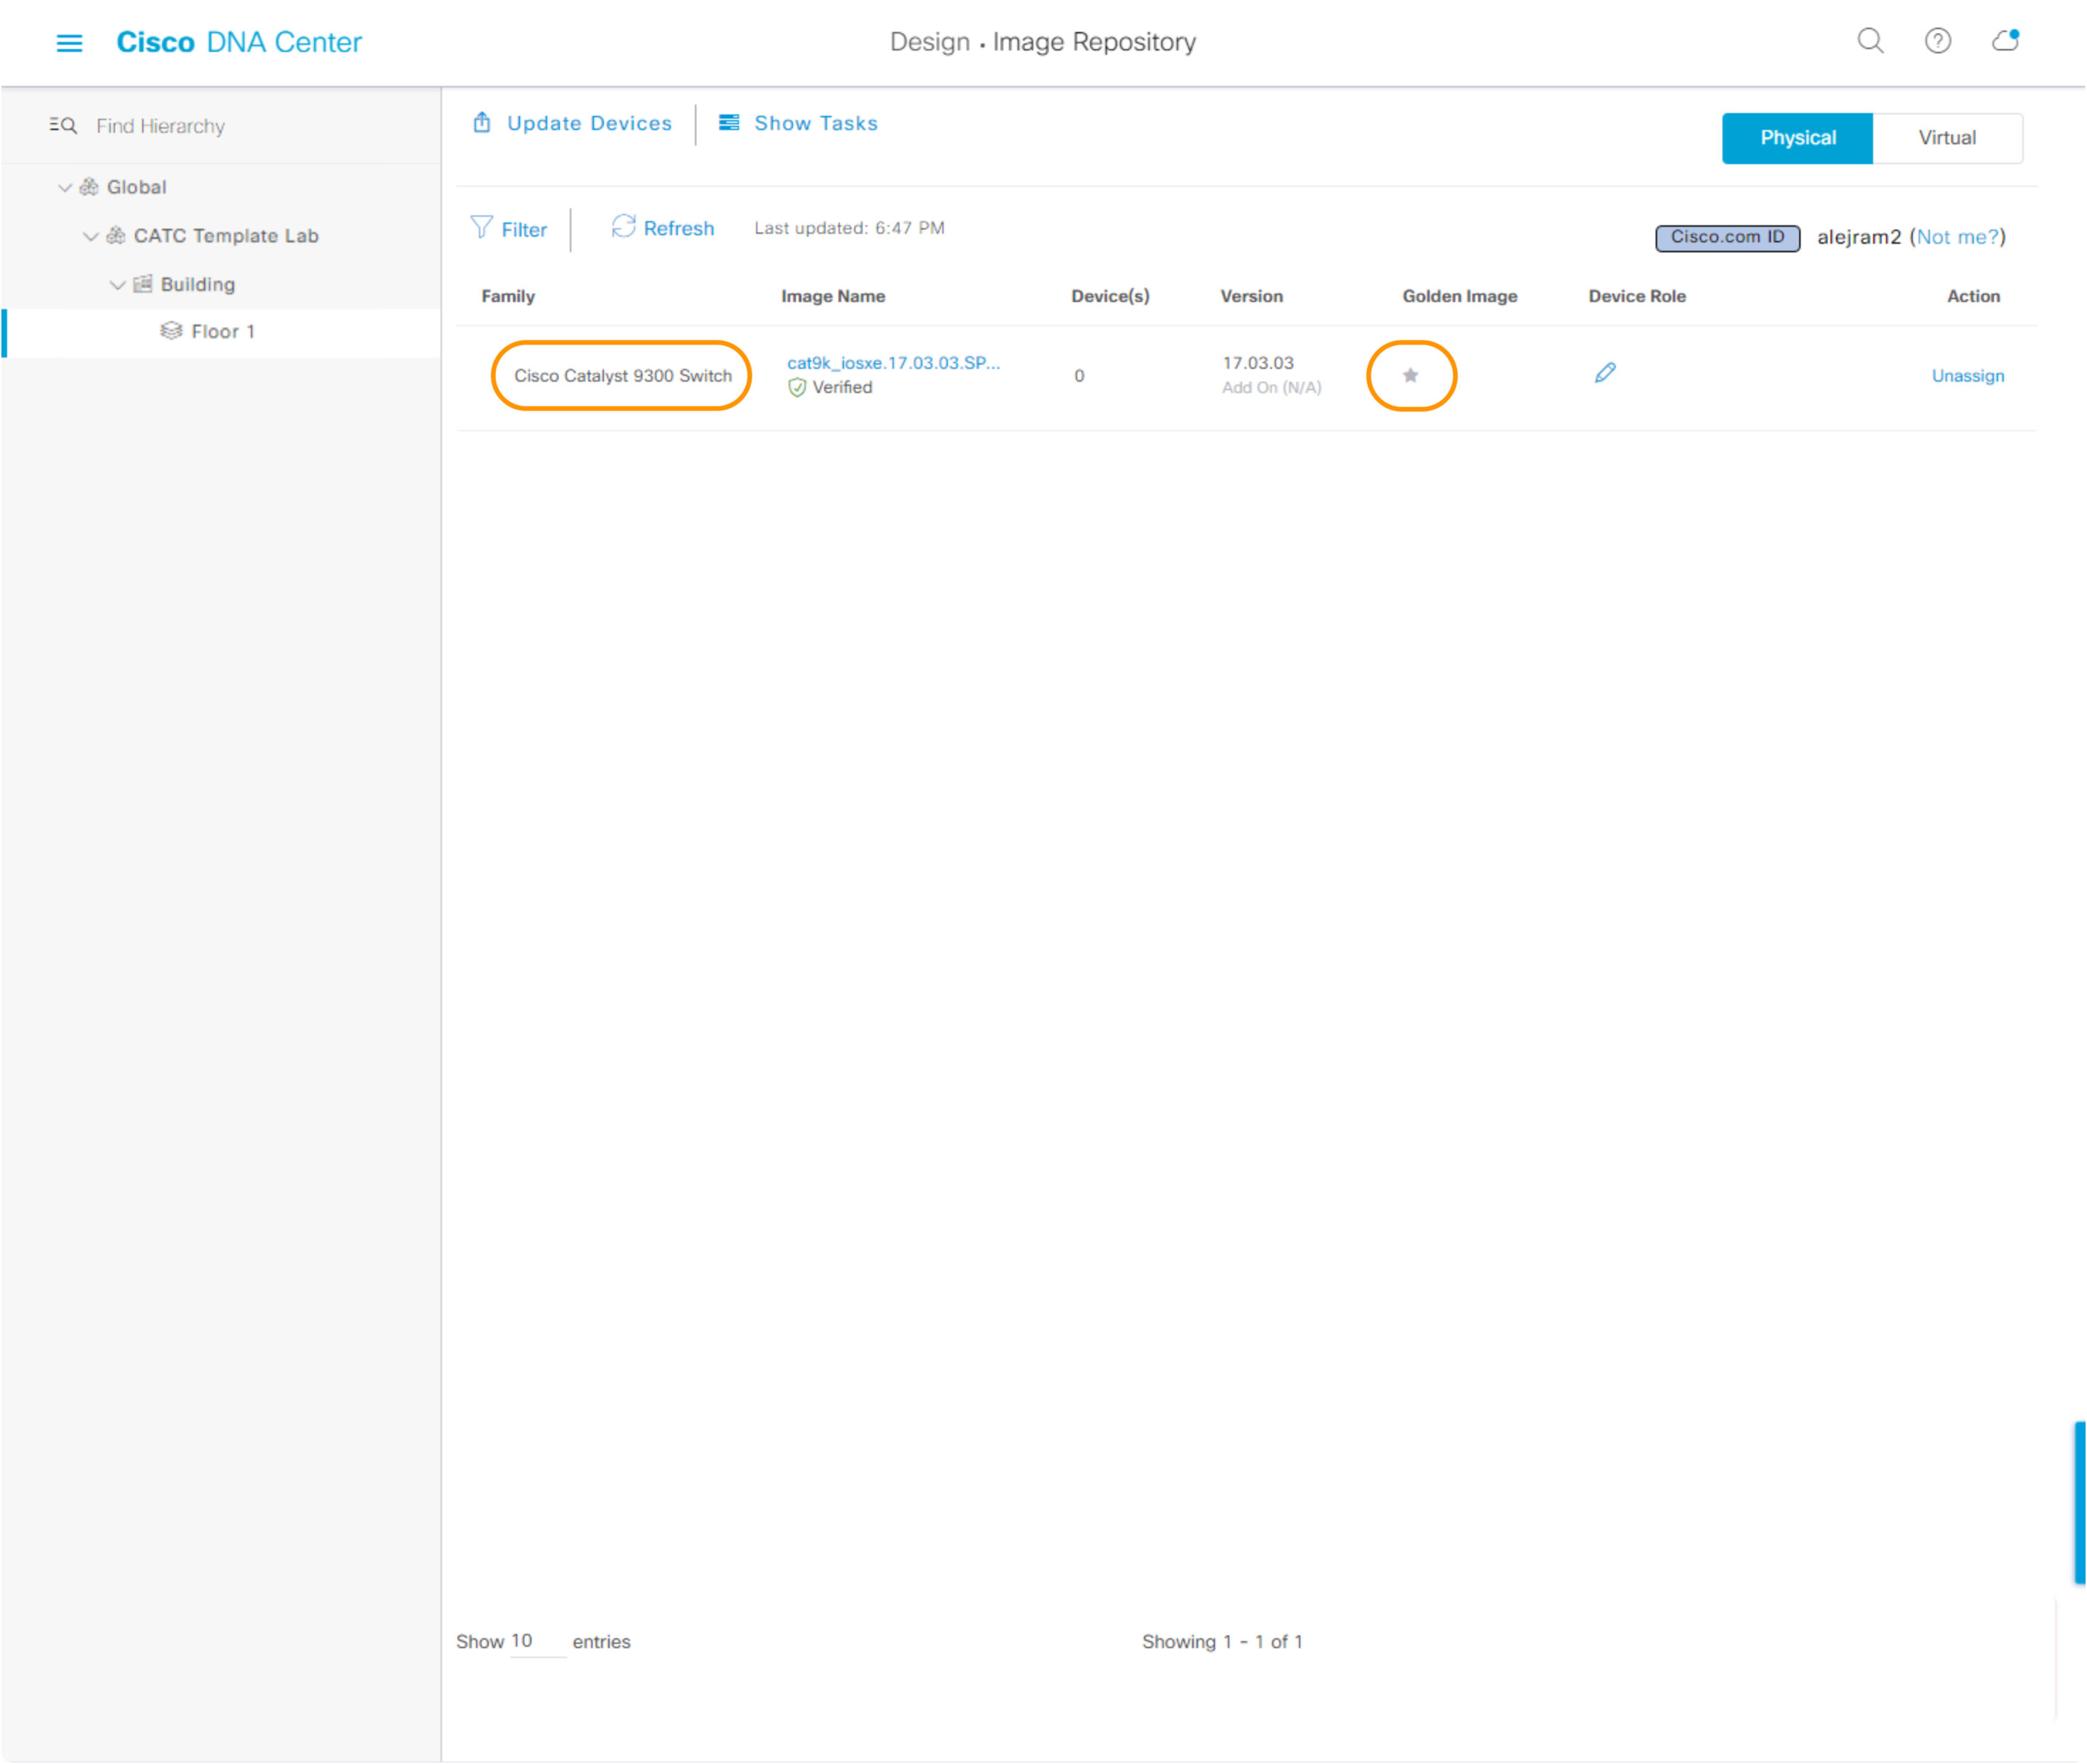 Cisco DNA Center
Design • Image Repository
Find Hierarchy
Global
CATC Template Lab
Building
Floor 1
Update Devices
Show Tasks
Physical
Virtual
Filter
Refresh
Last updated: 6:47 PM
Cisco.com ID
alejram2 (Not me?)
Family
Image Name
Device(s)
Version
Golden Image
Device Role
Action
Cisco Catalyst 9300 Switch
cat9k_iosxe.17.03.03.SP...
Verified
0
17.03.03
Add On (N/A)
Unassign
Show 10 entries
Showing 1 - 1 of 1